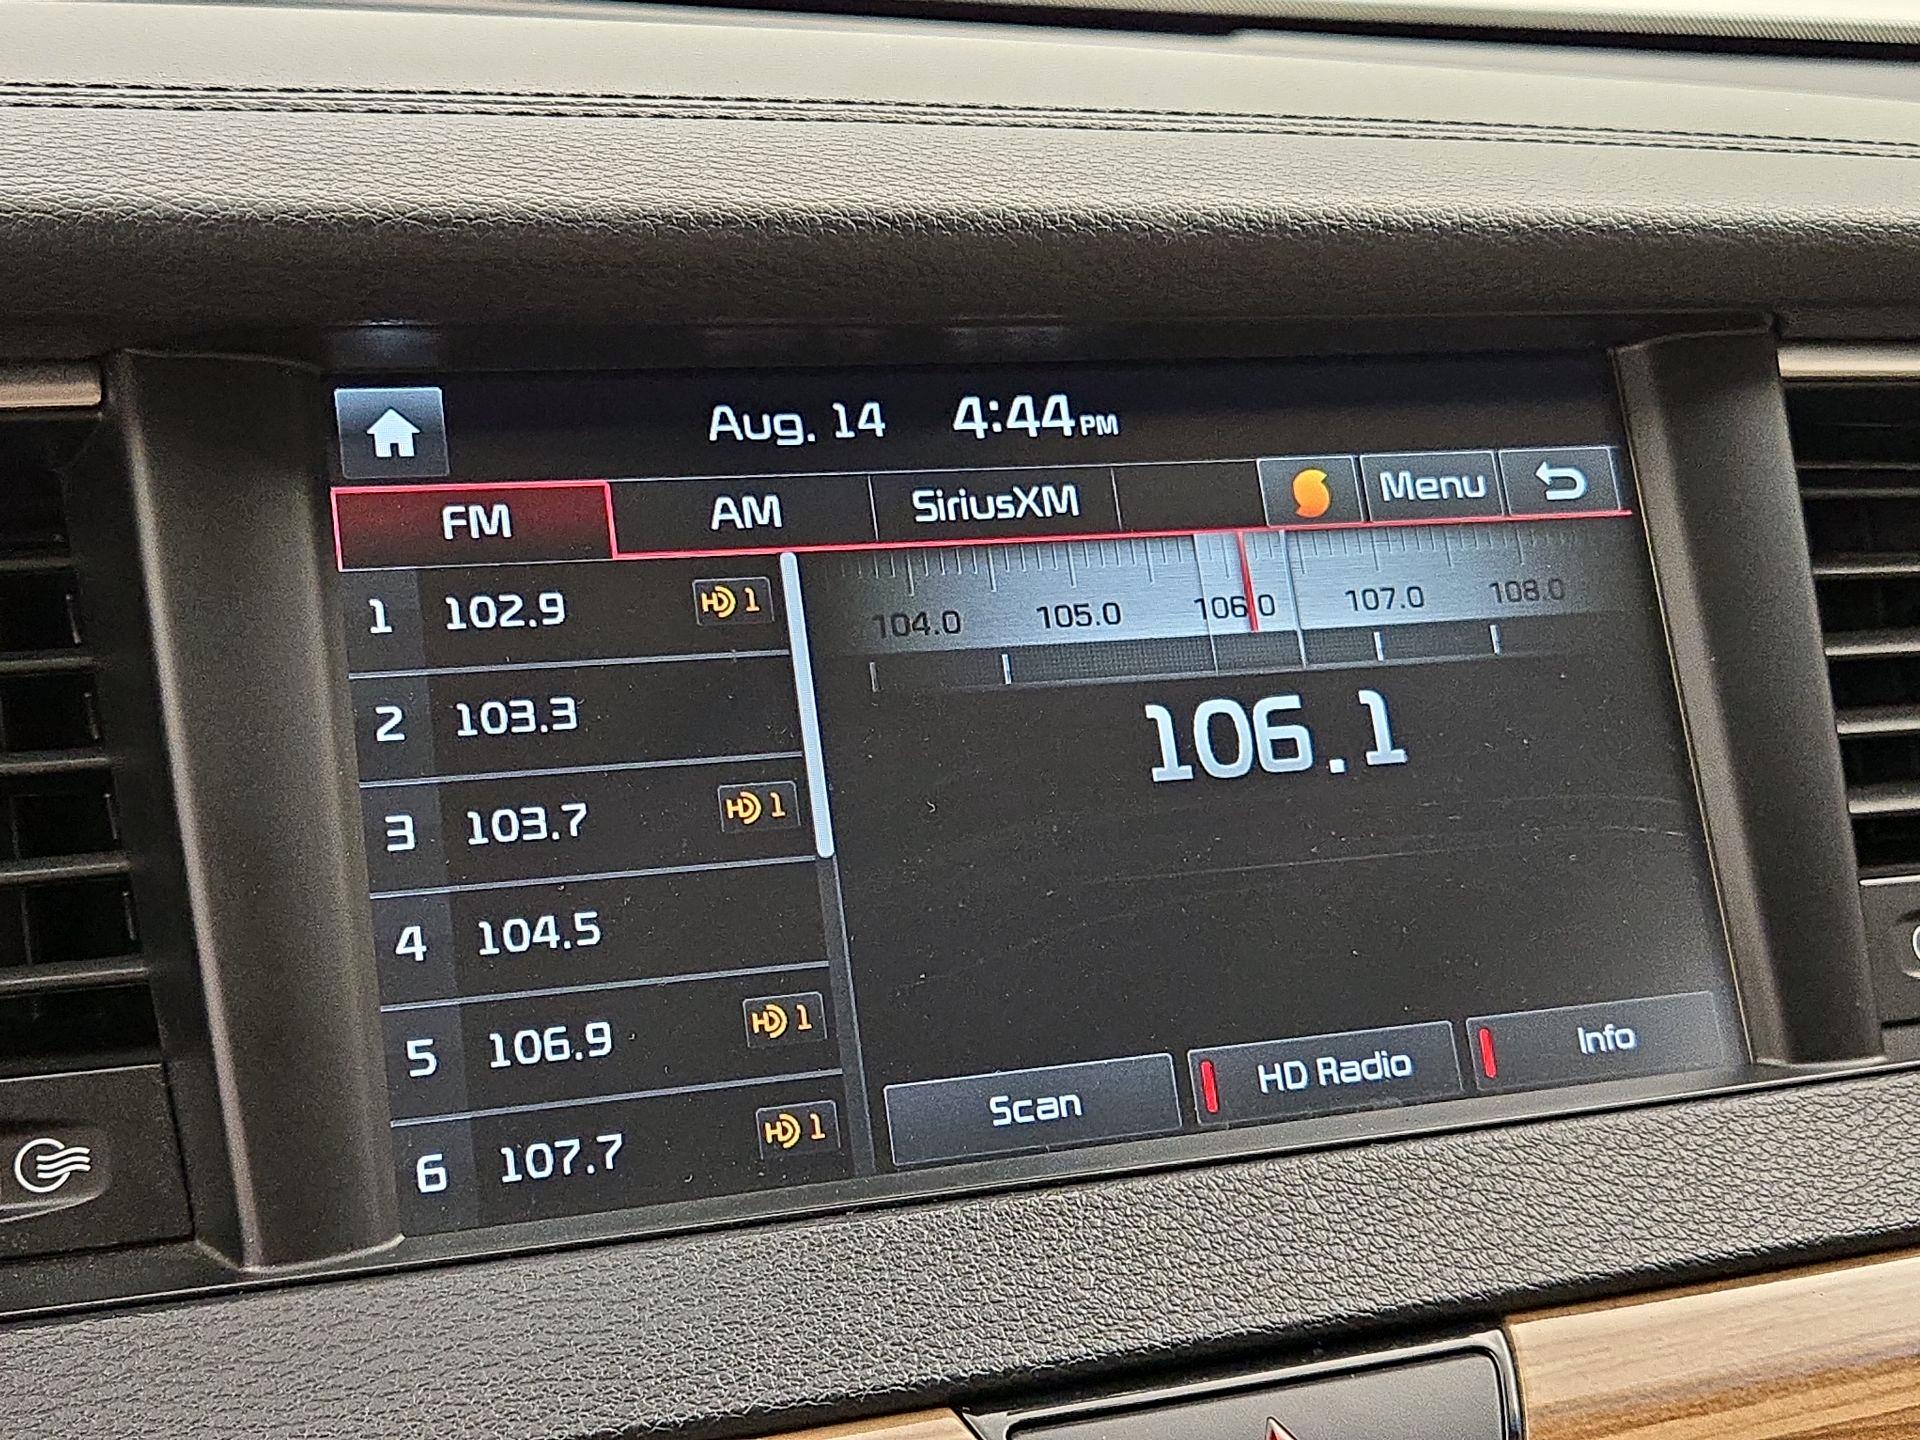 Aug. 14 4:44 PM
FM AM SiriusXM Menu
104.0 105.0 106.0 107.0 108.0
106.1
1 102.9 HD 1
2 103.3
3 103.7 HD 1
4 104.5
5 106.9 HD 1
6 107.7 HD 1
Scan HD Radio Info